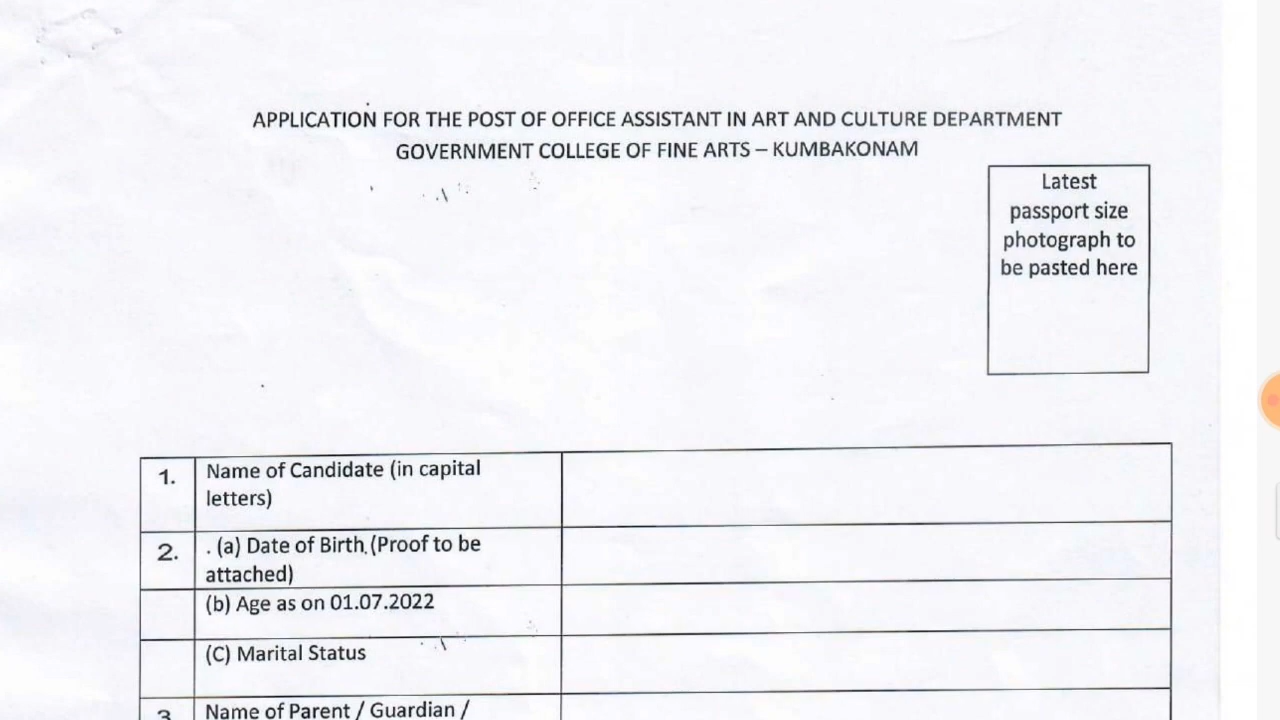 APPLICATION FOR THE POST OF OFFICE ASSISTANT IN ART AND CULTURE DEPARTMENT
GOVERNMENT COLLEGE OF FINE ARTS – KUMBAKONAM
Latest
passport size
photograph to
be pasted here
1. Name of Candidate (in capital
letters)
2. . (a) Date of Birth (Proof to be
attached)
(b) Age as on 01.07.2022
(C) Marital Status
3. Name of Parent / Guardian /